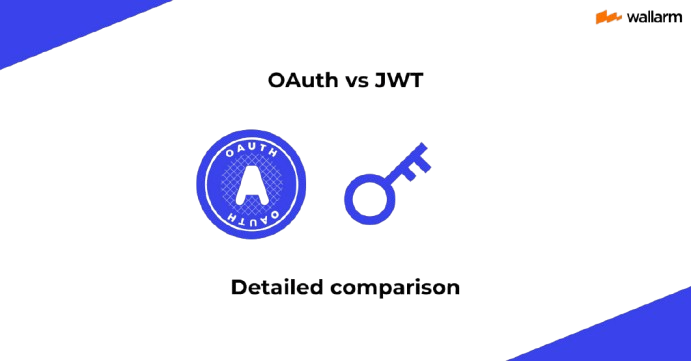 wallarm
OAuth vs JWT
OAUTH
A
OAUTH
Detailed comparison